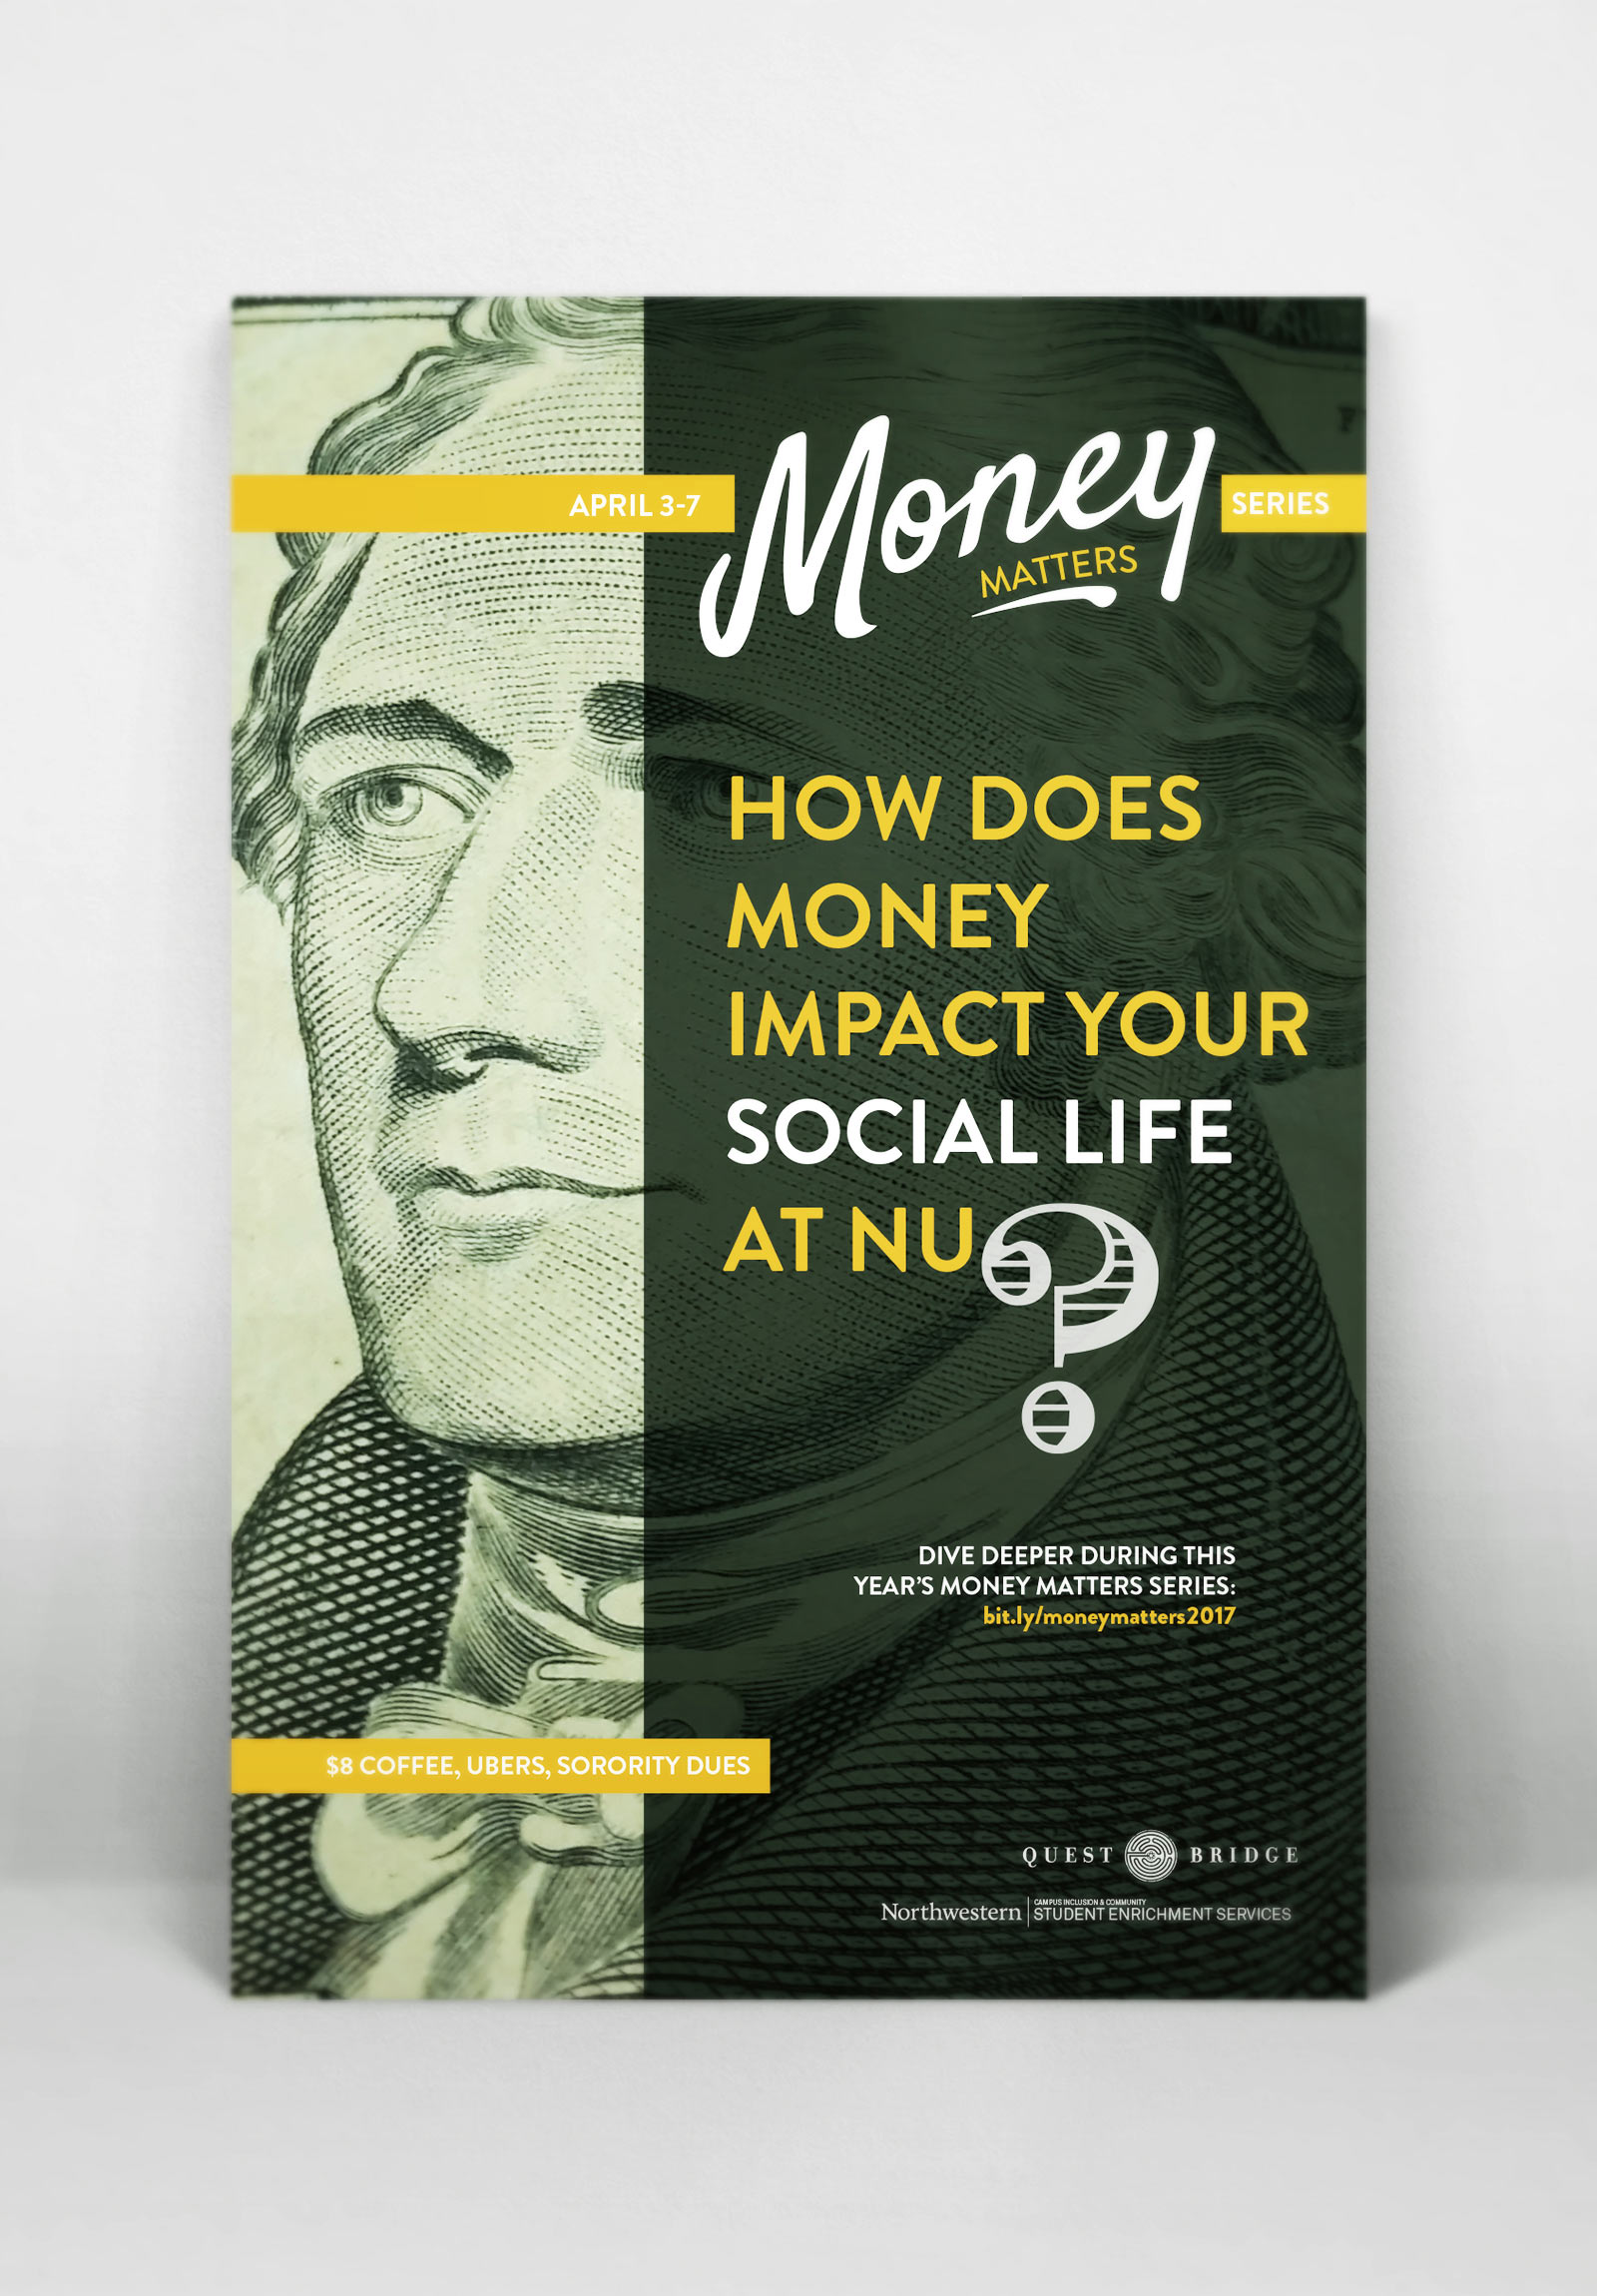 APRIL 3-7
Money
SERIES
MATTERS
HOW DOES
MONEY
IMPACT YOUR
SOCIAL LIFE
AT NU?
DIVE DEEPER DURING THIS
YEAR'S MONEY MATTERS SERIES:
bit.ly/moneymatters2017
$8 COFFEE, UBERS, SORORITY DUES
QUEST BRIDGE
Northwestern
CAMPUS INCLUSION & COMMUNITY
STUDENT ENRICHMENT SERVICES